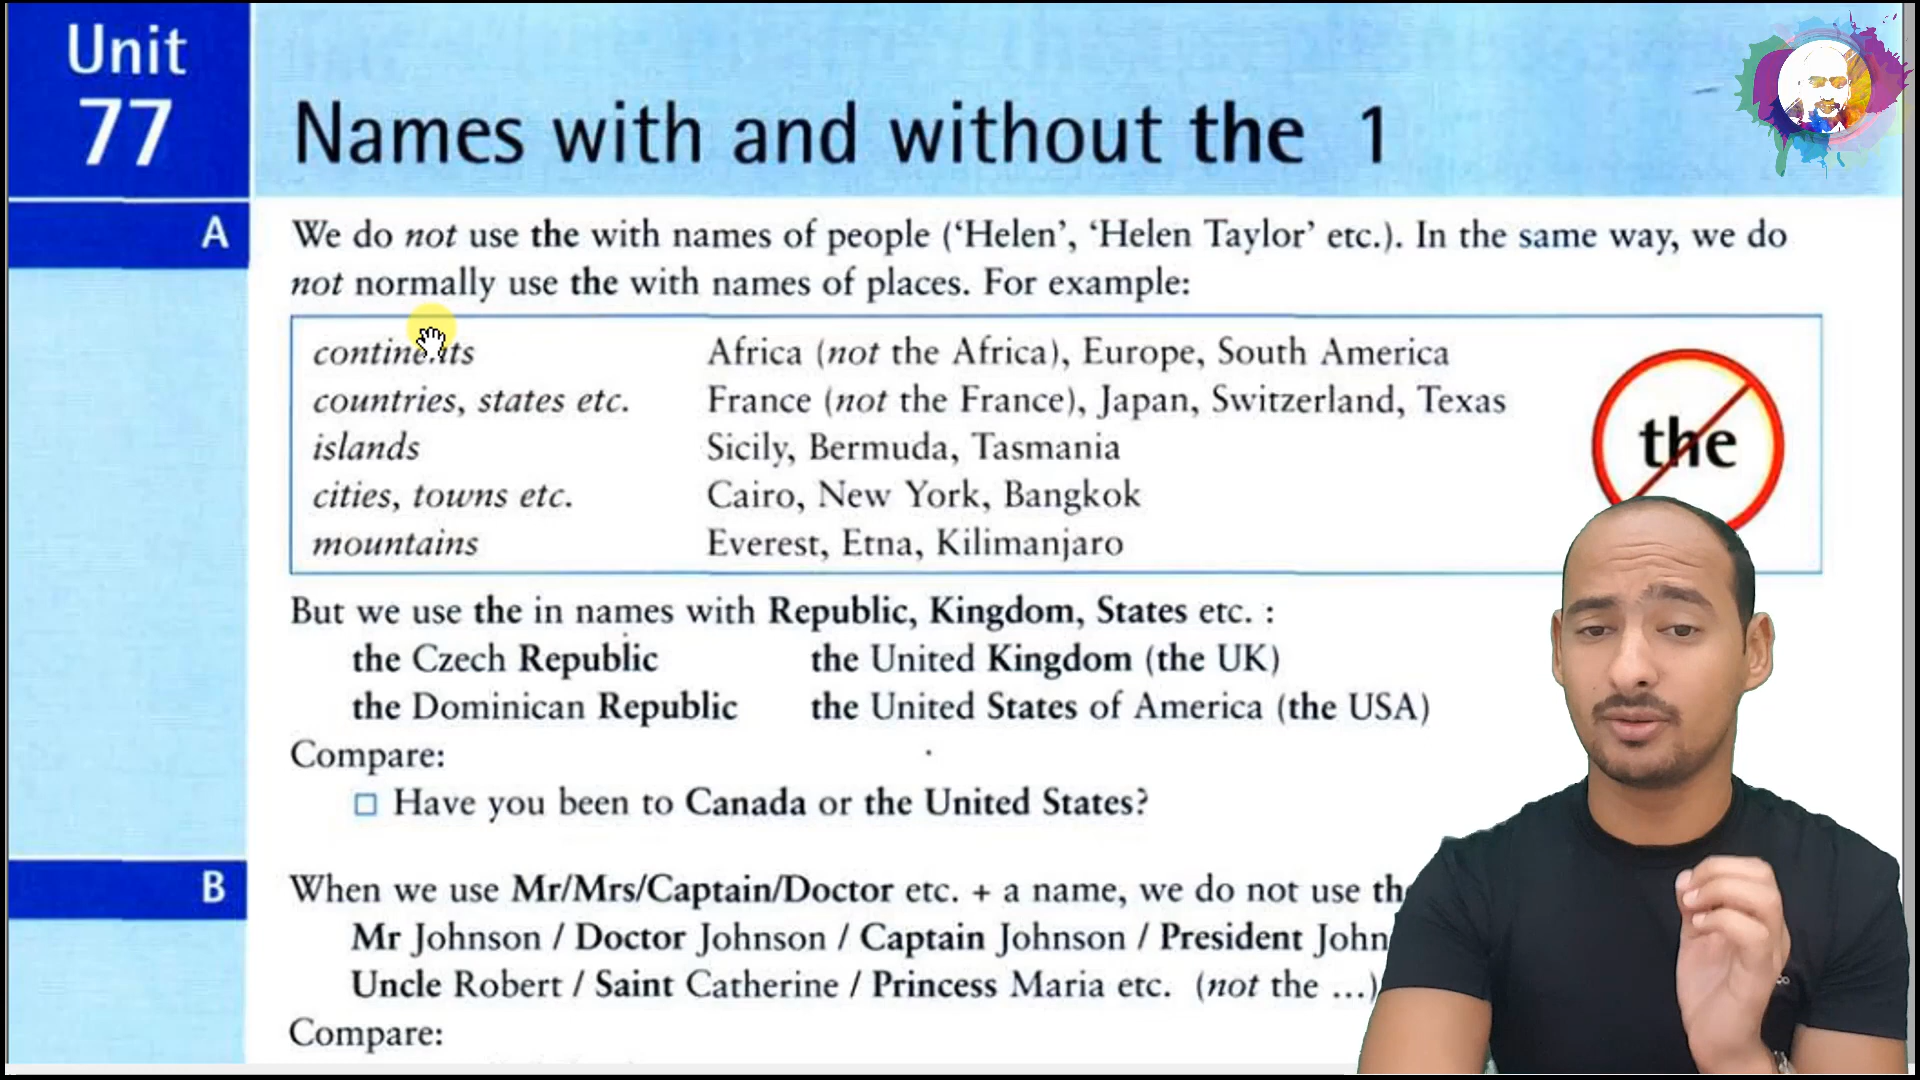 Unit
77
Names with and without the 1
A
We do not use the with names of people (‘Helen’, ‘Helen Taylor’ etc.). In the same way, we do
not normally use the with names of places. For example:
continents Africa (not the Africa), Europe, South America
countries, states etc. France (not the France), Japan, Switzerland, Texas
islands Sicily, Bermuda, Tasmania
cities, towns etc. Cairo, New York, Bangkok
mountains Everest, Etna, Kilimanjaro
the
But we use the in names with Republic, Kingdom, States etc. :
the Czech Republic the United Kingdom (the UK)
the Dominican Republic the United States of America (the USA)
Compare:
Have you been to Canada or the United States?
B
When we use Mr/Mrs/Captain/Doctor etc. + a name, we do not use
Mr Johnson / Doctor Johnson / Captain Johnson / President
Uncle Robert / Saint Catherine / Princess Maria etc. (not the ...)
Compare: